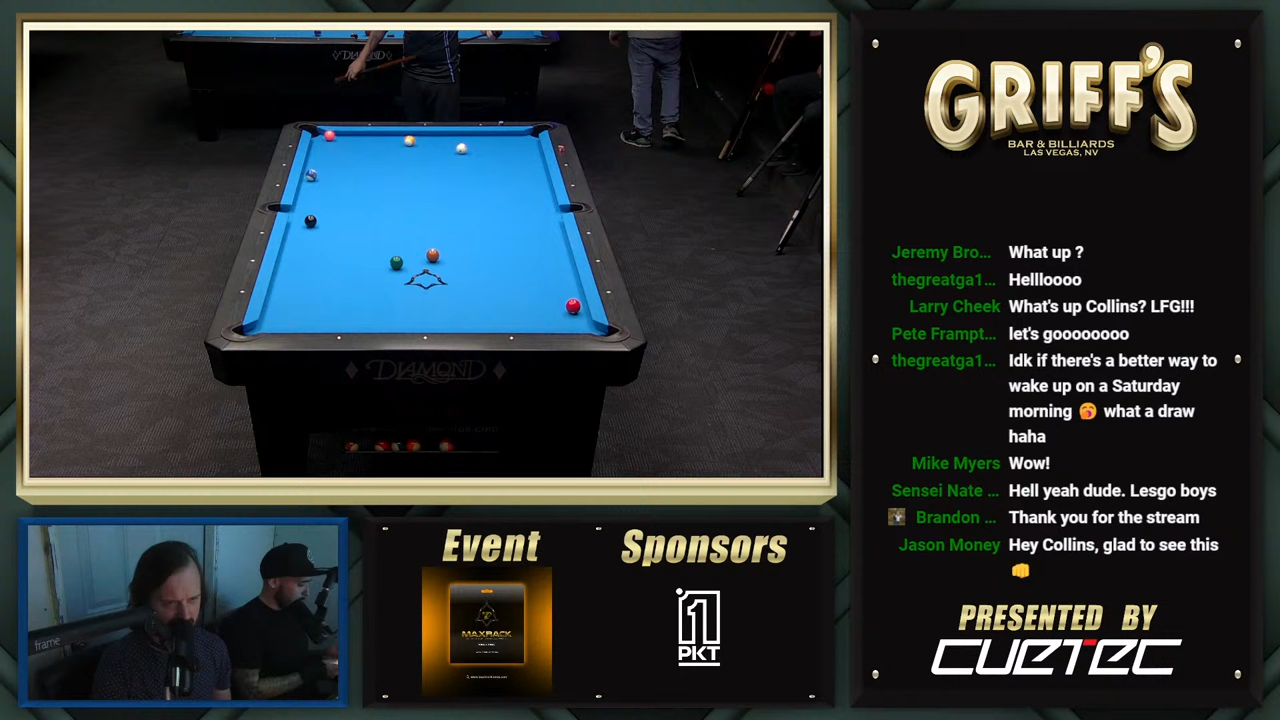 DIAMOND
DIAMOND
GRIFF'S
BAR & BILLIARDS
LAS VEGAS, NV
Jeremy Bro... What up ?
thegreatga1... Hellloooo
Larry Cheek What's up Collins? LFG!!!
Pete Frampt... let's goooooooo
thegreatga1... Idk if there's a better way to
wake up on a Saturday
morning 🥱 what a draw
haha
Mike Myers Wow!
Sensei Nate ... Hell yeah dude. Lesgo boys
Brandon ... Thank you for the stream
Jason Money Hey Collins, glad to see this
👊
PRESENTED BY
CUETEC
frame
Event
MAXRACK
Sponsors
1
PKT